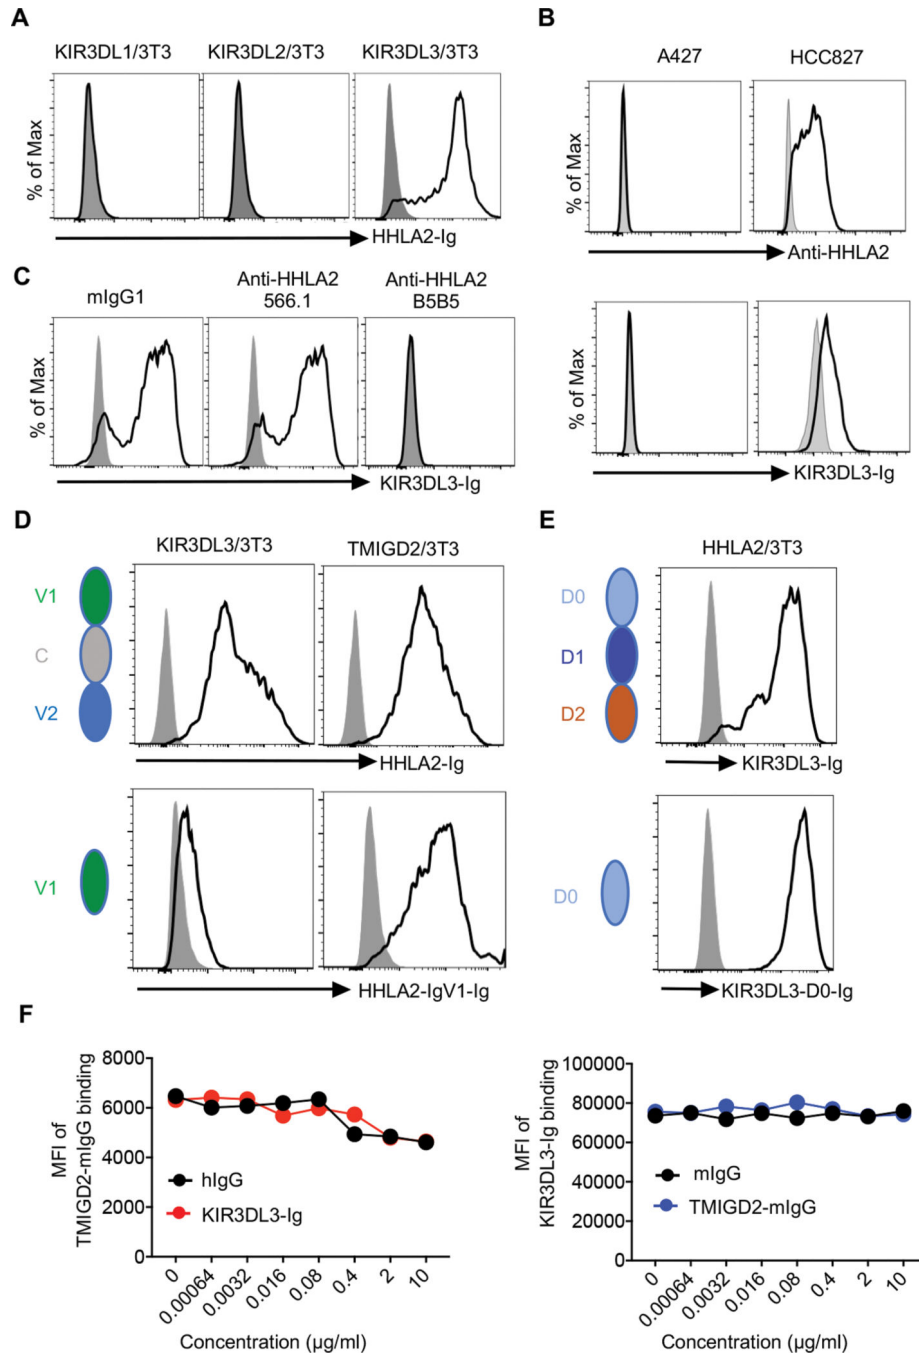 A
KIR3DL1/3T3 KIR3DL2/3T3 KIR3DL3/3T3
% of Max
HHLA2-Ig
B
A427 HCC827
% of Max
Anti-HHLA2
% of Max
KIR3DL3-Ig
C
mIgG1
Anti-HHLA2
566.1
Anti-HHLA2
B5B5
% of Max
KIR3DL3-Ig
D
KIR3DL3/3T3 TMIGD2/3T3
V1
C
V2
HHLA2-Ig
V1
HHLA2-IgV1-Ig
E
HHLA2/3T3
D0
D1
D2
KIR3DL3-Ig
D0
KIR3DL3-D0-Ig
F
MFI of
TMIGD2-mIgG binding
8000
6000
4000
2000
0
hIgG
KIR3DL3-Ig
0 0.00064 0.0032 0.016 0.08 0.4 2 10
Concentration (µg/ml)
MFI of
KIR3DL3-Ig binding
100000
80000
60000
40000
20000
0
mIgG
TMIGD2-mIgG
0 0.00064 0.0032 0.016 0.08 0.4 2 10
Concentration (µg/ml)